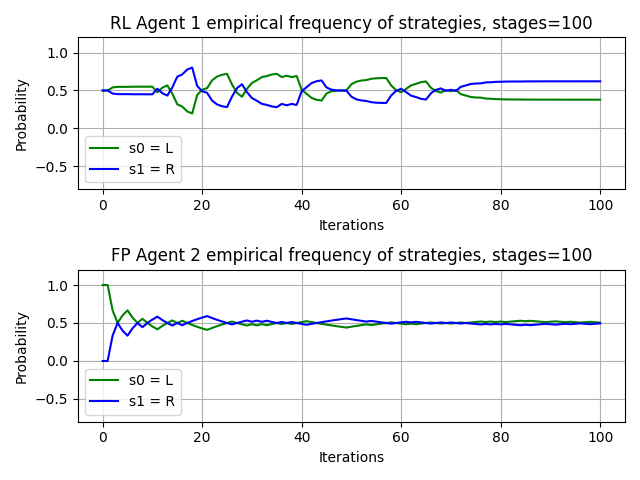 RL Agent 1 empirical frequency of strategies, stages=100
1.0
0.5
0.0
−0.5
Probability
s0 = L
s1 = R
0 20 40 60 80 100
Iterations
FP Agent 2 empirical frequency of strategies, stages=100
1.0
0.5
0.0
−0.5
Probability
s0 = L
s1 = R
0 20 40 60 80 100
Iterations